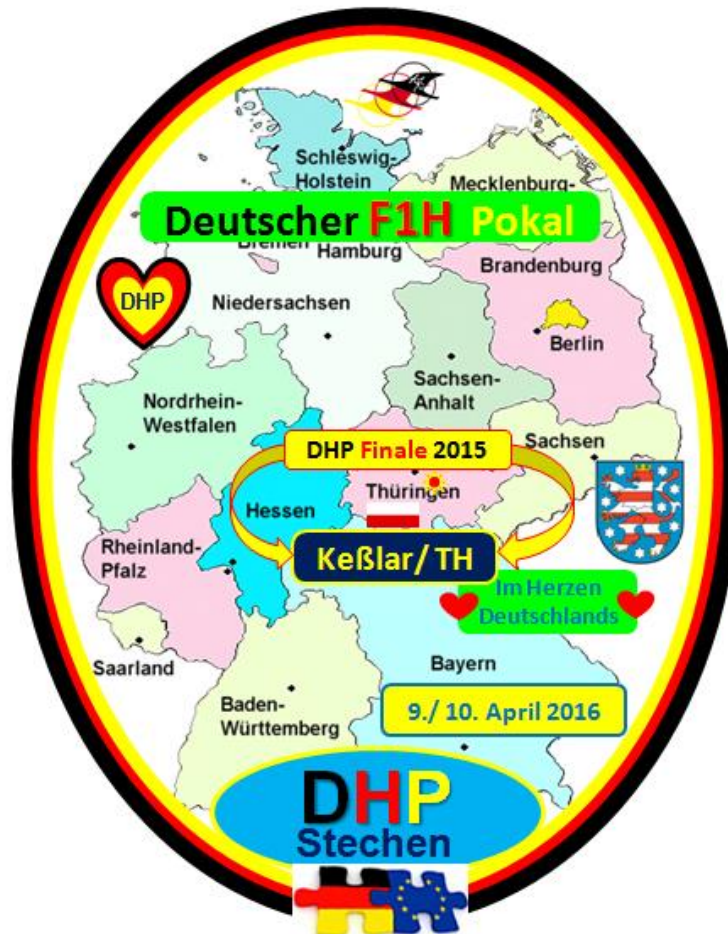 Schleswig-
Holstein
Mecklenburg-
Deutscher F1H Pokal
Bremen
Hamburg
Brandenburg
DHP
Niedersachsen
Berlin
Sachsen-
Anhalt
Nordrhein-
Westfalen
Sachsen
DHP Finale 2015
Thüringen
Hessen
Rheinland-
Pfalz
Keßlar/ TH
Im Herzen
Deutschlands
Saarland
Bayern
Baden-
Württemberg
9./ 10. April 2016
DHP
Stechen